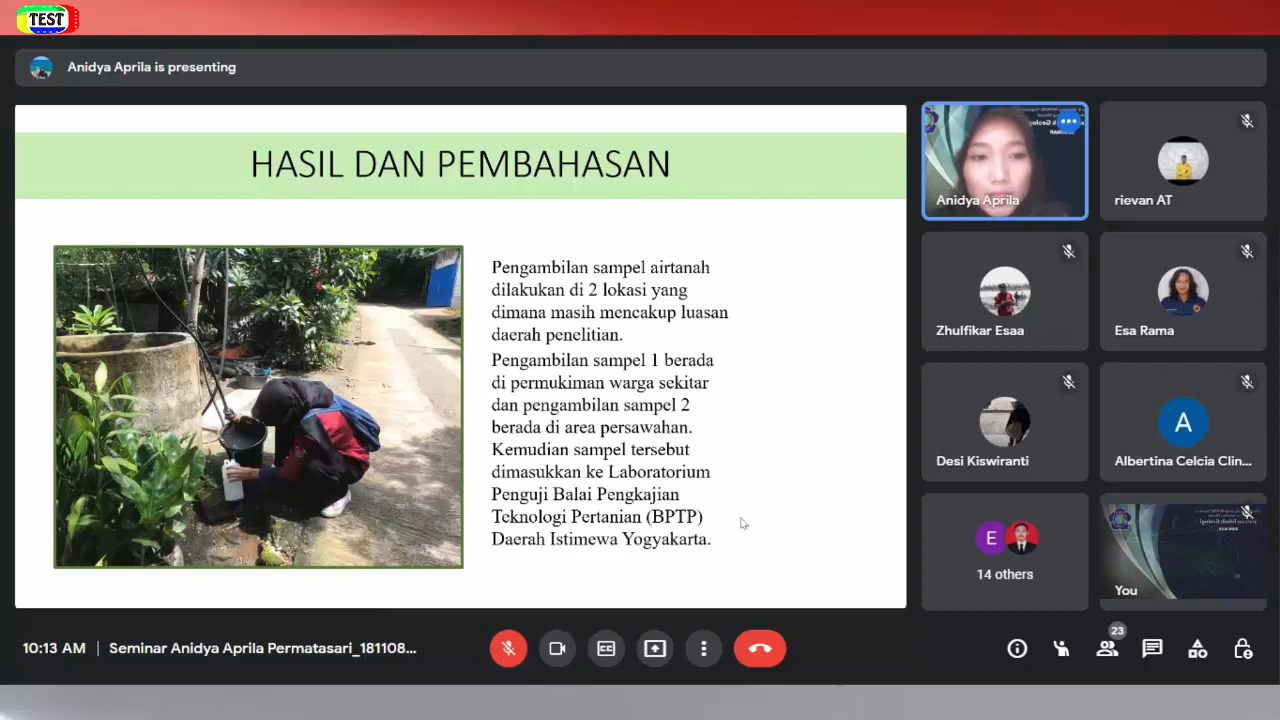 TEST
Anidya Aprila is presenting
HASIL DAN PEMBAHASAN
Pengambilan sampel airtanah
dilakukan di 2 lokasi yang
dimana masih mencakup luasan
daerah penelitian.
Pengambilan sampel 1 berada
di permukiman warga sekitar
dan pengambilan sampel 2
berada di area persawahan.
Kemudian sampel tersebut
dimasukkan ke Laboratorium
Penguji Balai Pengkajian
Teknologi Pertanian (BPTP)
Daerah Istimewa Yogyakarta.
Anidya Aprila
rievan AT
Zhulfikar Esaa
Esa Rama
Desi Kiswiranti
A
Albertina Celcia Clin...
E
14 others
You
10:13 AM | Seminar Anidya Aprila Permatasari_181108...
CC
23